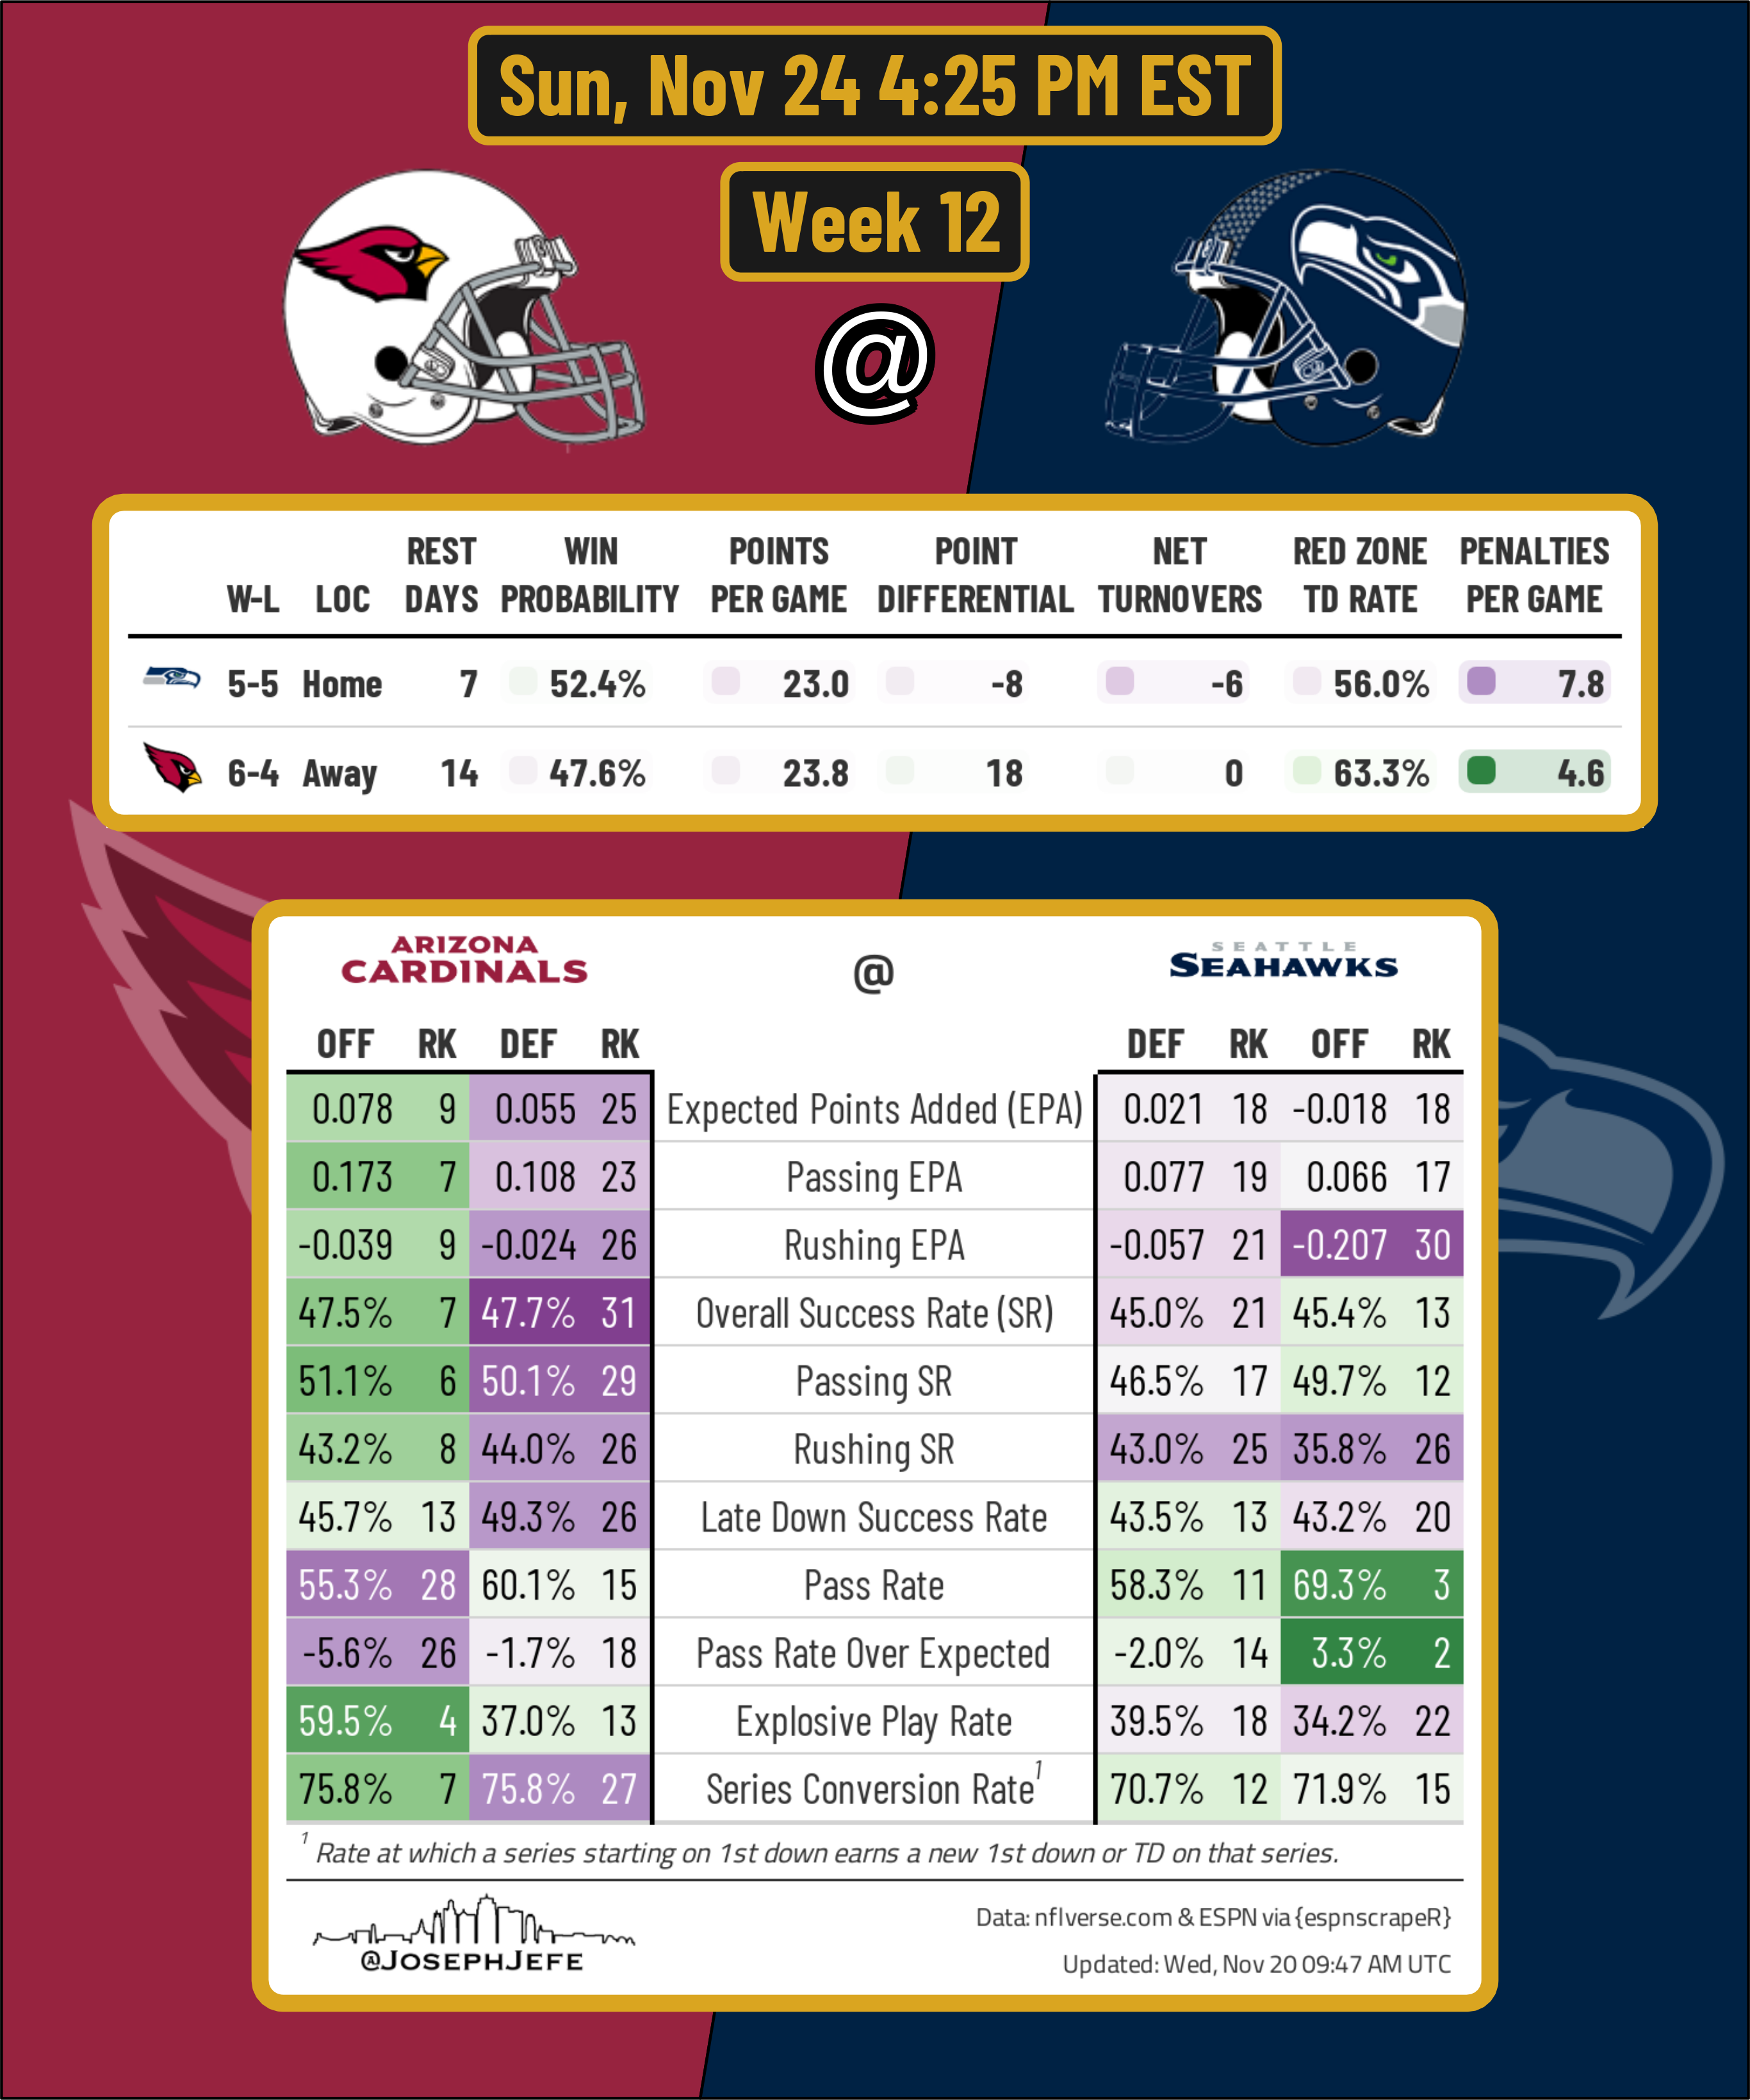 Sun, Nov 24 4:25 PM EST
Week 12
@
W-L LOC REST DAYS WIN PROBABILITY POINTS PER GAME POINT DIFFERENTIAL NET TURNOVERS RED ZONE TD RATE PENALTIES PER GAME
5-5 Home 7 52.4% 23.0 -8 -6 56.0% 7.8
6-4 Away 14 47.6% 23.8 18 0 63.3% 4.6
ARIZONA CARDINALS @ SEATTLE SEAHAWKS
OFF RK DEF RK DEF RK OFF RK
0.078 9 0.055 25 Expected Points Added (EPA) 0.021 18 -0.018 18
0.173 7 0.108 23 Passing EPA 0.077 19 0.066 17
-0.039 9 -0.024 26 Rushing EPA -0.057 21 -0.207 30
47.5% 7 47.7% 31 Overall Success Rate (SR) 45.0% 21 45.4% 13
51.1% 6 50.1% 29 Passing SR 46.5% 17 49.7% 12
43.2% 8 44.0% 26 Rushing SR 43.0% 25 35.8% 26
45.7% 13 49.3% 26 Late Down Success Rate 43.5% 13 43.2% 20
55.3% 28 60.1% 15 Pass Rate 58.3% 11 69.3% 3
-5.6% 26 -1.7% 18 Pass Rate Over Expected -2.0% 14 3.3% 2
59.5% 4 37.0% 13 Explosive Play Rate 39.5% 18 34.2% 22
75.8% 7 75.8% 27 Series Conversion Rate¹ 70.7% 12 71.9% 15
¹ Rate at which a series starting on 1st down earns a new 1st down or TD on that series.
@JOSEPHJEFE
Data: nflverse.com & ESPN via {espnscrapeR}
Updated: Wed, Nov 20 09:47 AM UTC